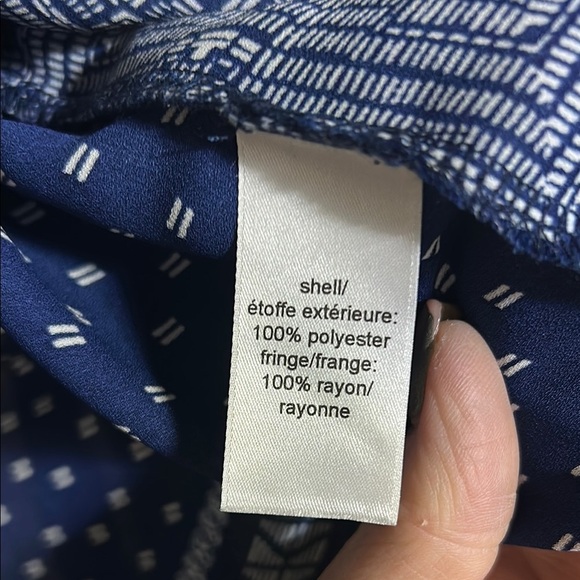 shell/
étoffe extérieure:
100% polyester
fringe/frange:
100% rayon/
rayonne